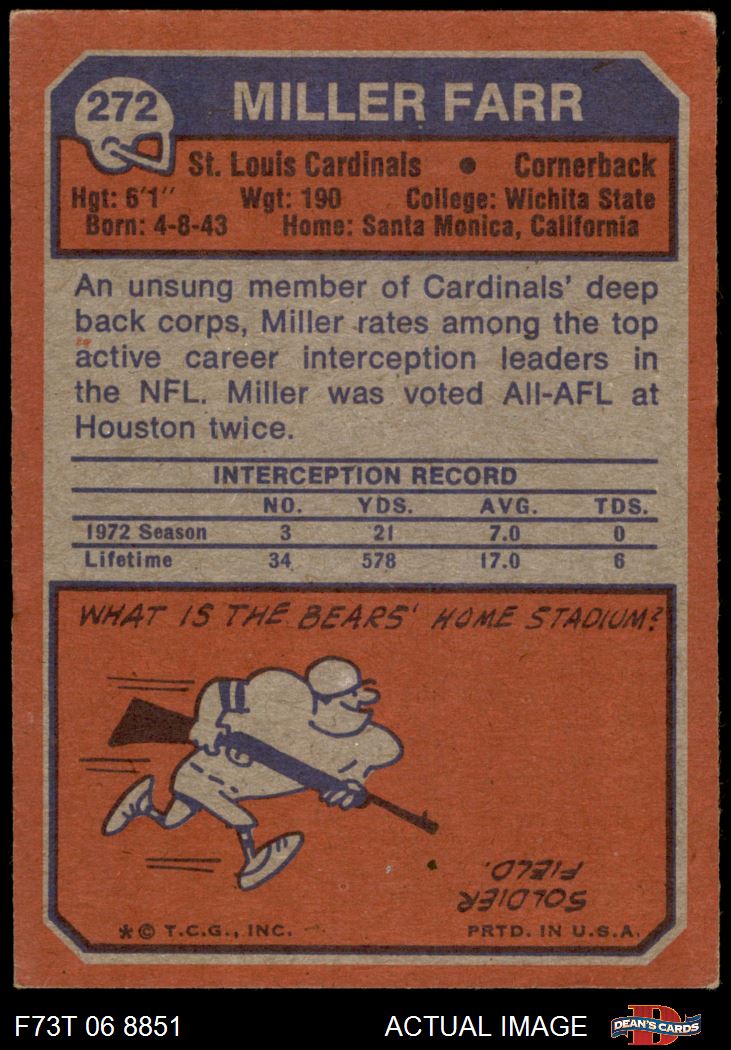 272
MILLER FARR
St. Louis Cardinals • Cornerback
Hgt: 6'1" Wgt: 190 College: Wichita State
Born: 4-8-43 Home: Santa Monica, California
An unsung member of Cardinals' deep
back corps, Miller rates among the top
active career interception leaders in
the NFL. Miller was voted All-AFL at
Houston twice.
INTERCEPTION RECORD
NO. YDS. AVG. TDS.
1972 Season 3 21 7.0 0
Lifetime 34 578 17.0 6
WHAT IS THE BEARS' HOME STADIUM?
SOLDIER
FIELD.
*© T.C.G., INC. PRTD. IN U.S.A.
F73T 06 8851 ACTUAL IMAGE
D
DEAN'S CARDS